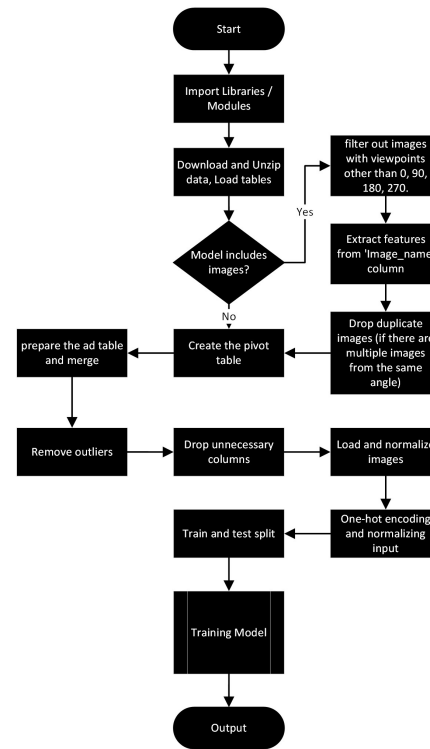 Start
Import Libraries /
Modules
Download and Unzip
data, Load tables
Model includes
images?
Yes
filter out images
with viewpoints
other than 0, 90,
180, 270.
Extract features
from 'Image_name
column
Drop duplicate
images (if there are
multiple images
from the same
angle)
No
Create the pivot
table
prepare the ad table
and merge
Remove outliers
Drop unnecessary
columns
Load and normalize
images
One-hot encoding
and normalizing
input
Train and test split
Training Model
Output